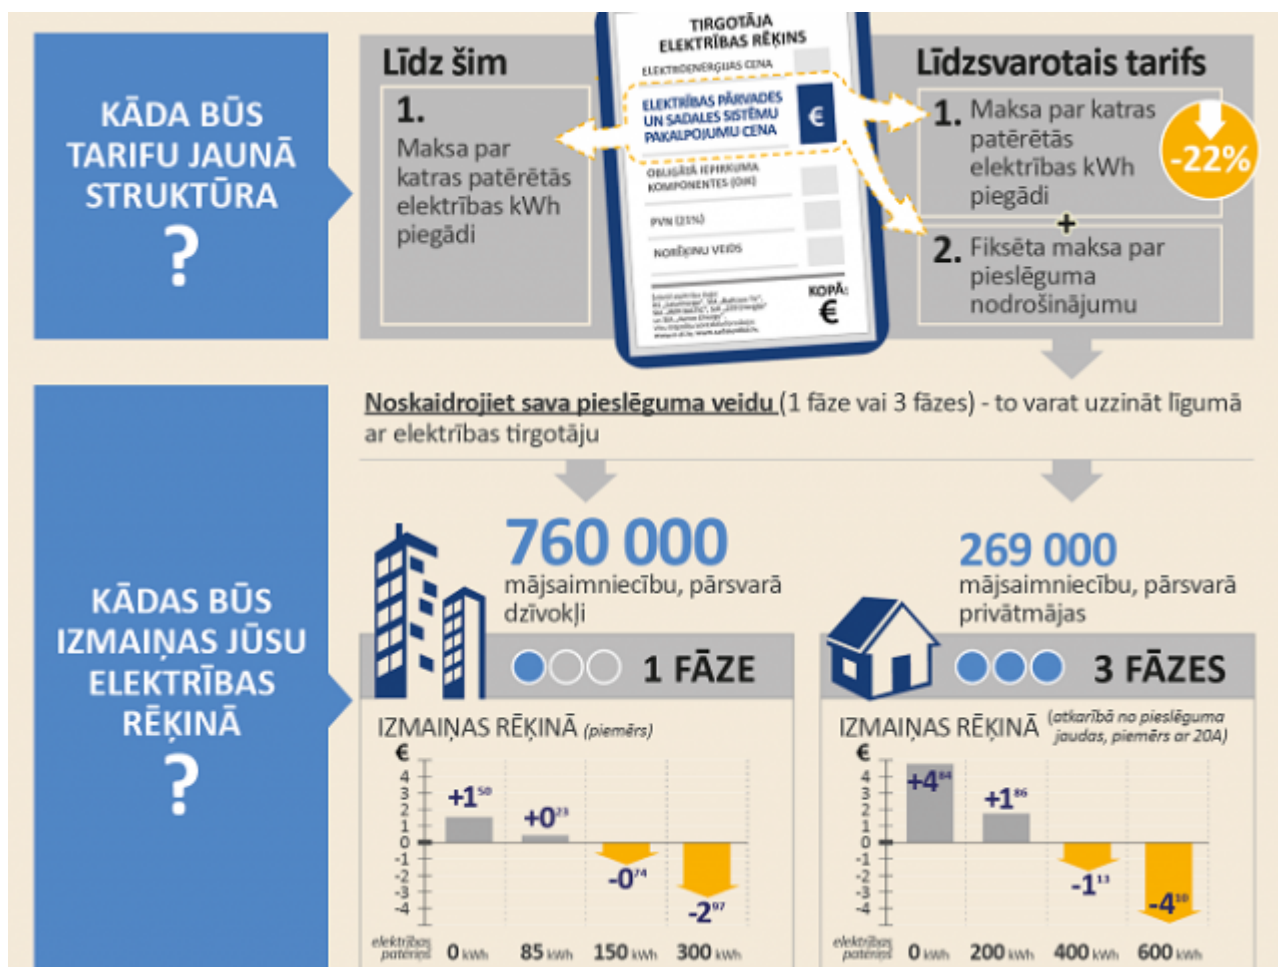 KĀDA BŪS
TARIFU JAUNĀ
STRUKTŪRA
?
Līdz šim
1.
Maksa par
katras patērētās
elektrības kWh
piegādi
TIRGOTĀJA
ELEKTRĪBAS RĒĶINS
ELEKTROENERĢIJAS CENA
ELEKTRĪBAS PĀRVADES
UN SADALES SISTĒMU
PAKALPOJUMU CENA
€
OBLIGĀTĀ IEPIRKUMA
KOMPONENTES (OIK)
PVN (21%)
NORĒĶINU VEIDS
KOPĀ:
€
Līdzsvarotais tarifs
1. Maksa par katras
patērētās
elektrības kWh
piegādi
-22%
+
2. Fiksēta maksa par
pieslēguma
nodrošinājumu
KĀDAS BŪS
IZMAIŅAS JŪSU
ELEKTRĪBAS
RĒĶINĀ
?
Noskaidrojiet sava pieslēguma veidu (1 fāze vai 3 fāzes) - to varat uzzināt līgumā
ar elektrības tirgotāju
760 000
mājsaimniecību, pārsvarā
dzīvokļi
1 FĀZE
IZMAIŅAS RĒĶINĀ (piemērs)
€
4
3
2
1
0
-1
-2
-3
-4
+1⁵⁰
+0²³
-0⁷⁴
-2⁹⁷
elektrības
patēriņš 0 kWh 85 kWh 150 kWh 300 kWh
269 000
mājsaimniecību, pārsvarā
privātmājas
3 FĀZES
IZMAIŅAS RĒĶINĀ (atkarībā no pieslēguma
jaudas, piemērs ar 20A)
€
4
3
2
1
0
-1
-2
-3
-4
+4⁸⁴
+1⁸⁶
-1¹³
-4¹⁰
elektrības
patēriņš 0 kWh 200 kWh 400 kWh 600 kWh